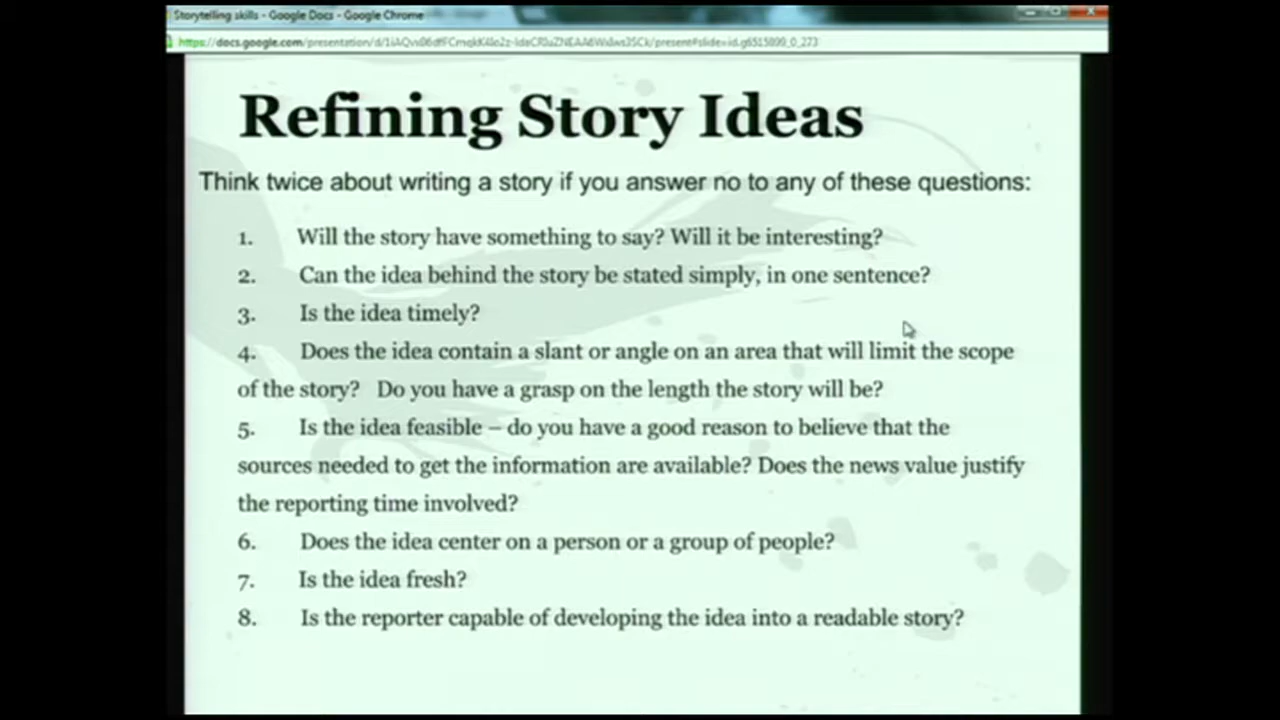 Storytelling skills - Google Docs - Google Chrome
Refining Story Ideas
Think twice about writing a story if you answer no to any of these questions:
1. Will the story have something to say? Will it be interesting?
2. Can the idea behind the story be stated simply, in one sentence?
3. Is the idea timely?
4. Does the idea contain a slant or angle on an area that will limit the scope
of the story? Do you have a grasp on the length the story will be?
5. Is the idea feasible – do you have a good reason to believe that the
sources needed to get the information are available? Does the news value justify
the reporting time involved?
6. Does the idea center on a person or a group of people?
7. Is the idea fresh?
8. Is the reporter capable of developing the idea into a readable story?